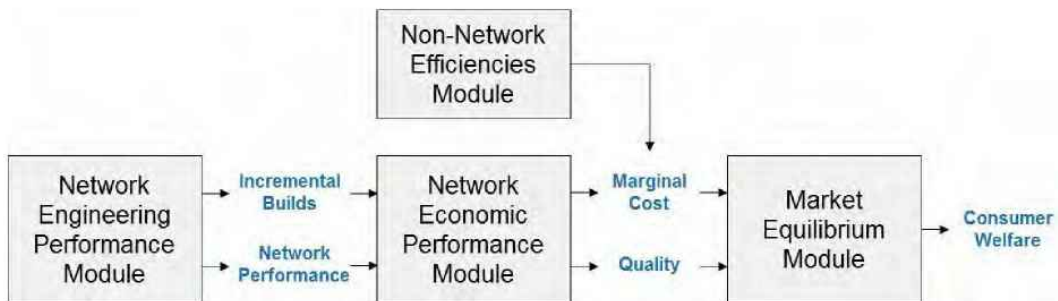 Non-Network
Efficiencies
Module
Network
Engineering
Performance
Module
Incremental
Builds
Network
Performance
Network
Economic
Performance
Module
Marginal
Cost
Quality
Market
Equilibrium
Module
Consumer
Welfare